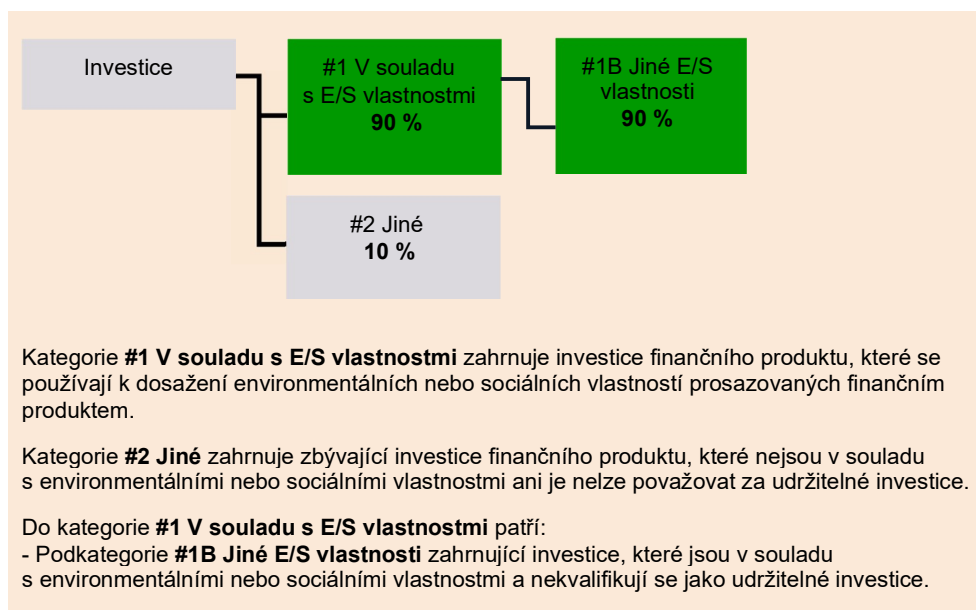 Investice
#1 V souladu
s E/S vlastnostmi
90 %
#1B Jiné E/S
vlastnosti
90 %
#2 Jiné
10 %
Kategorie #1 V souladu s E/S vlastnostmi zahrnuje investice finančního produktu, které se
používají k dosažení environmentálních nebo sociálních vlastností prosazovaných finančním
produktem.
Kategorie #2 Jiné zahrnuje zbývající investice finančního produktu, které nejsou v souladu
s environmentálními nebo sociálními vlastnostmi ani je nelze považovat za udržitelné investice.
Do kategorie #1 V souladu s E/S vlastnostmi patří:
- Podkategorie #1B Jiné E/S vlastnosti zahrnující investice, které jsou v souladu
s environmentálními nebo sociálními vlastnostmi a nekvalifikují se jako udržitelné investice.